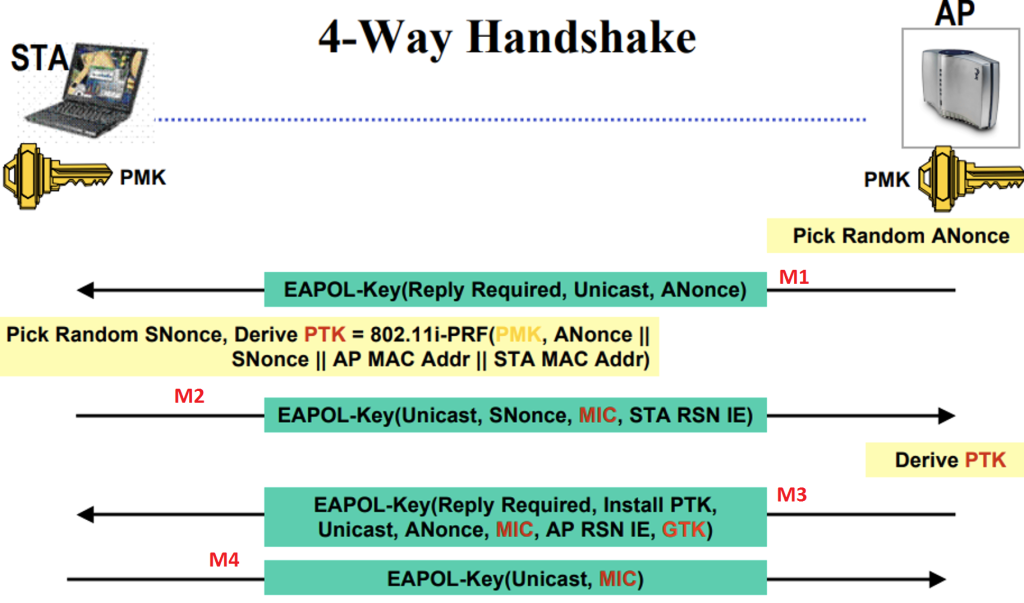 4-Way Handshake
STA
AP
PMK
PMK
Pick Random ANonce
EAPOL-Key(Reply Required, Unicast, ANonce)
M1
Pick Random SNonce, Derive PTK = 802.11i-PRF(PMK, ANonce ||
SNonce || AP MAC Addr || STA MAC Addr)
M2
EAPOL-Key(Unicast, SNonce, MIC, STA RSN IE)
Derive PTK
EAPOL-Key(Reply Required, Install PTK,
Unicast, ANonce, MIC, AP RSN IE, GTK)
M3
M4
EAPOL-Key(Unicast, MIC)